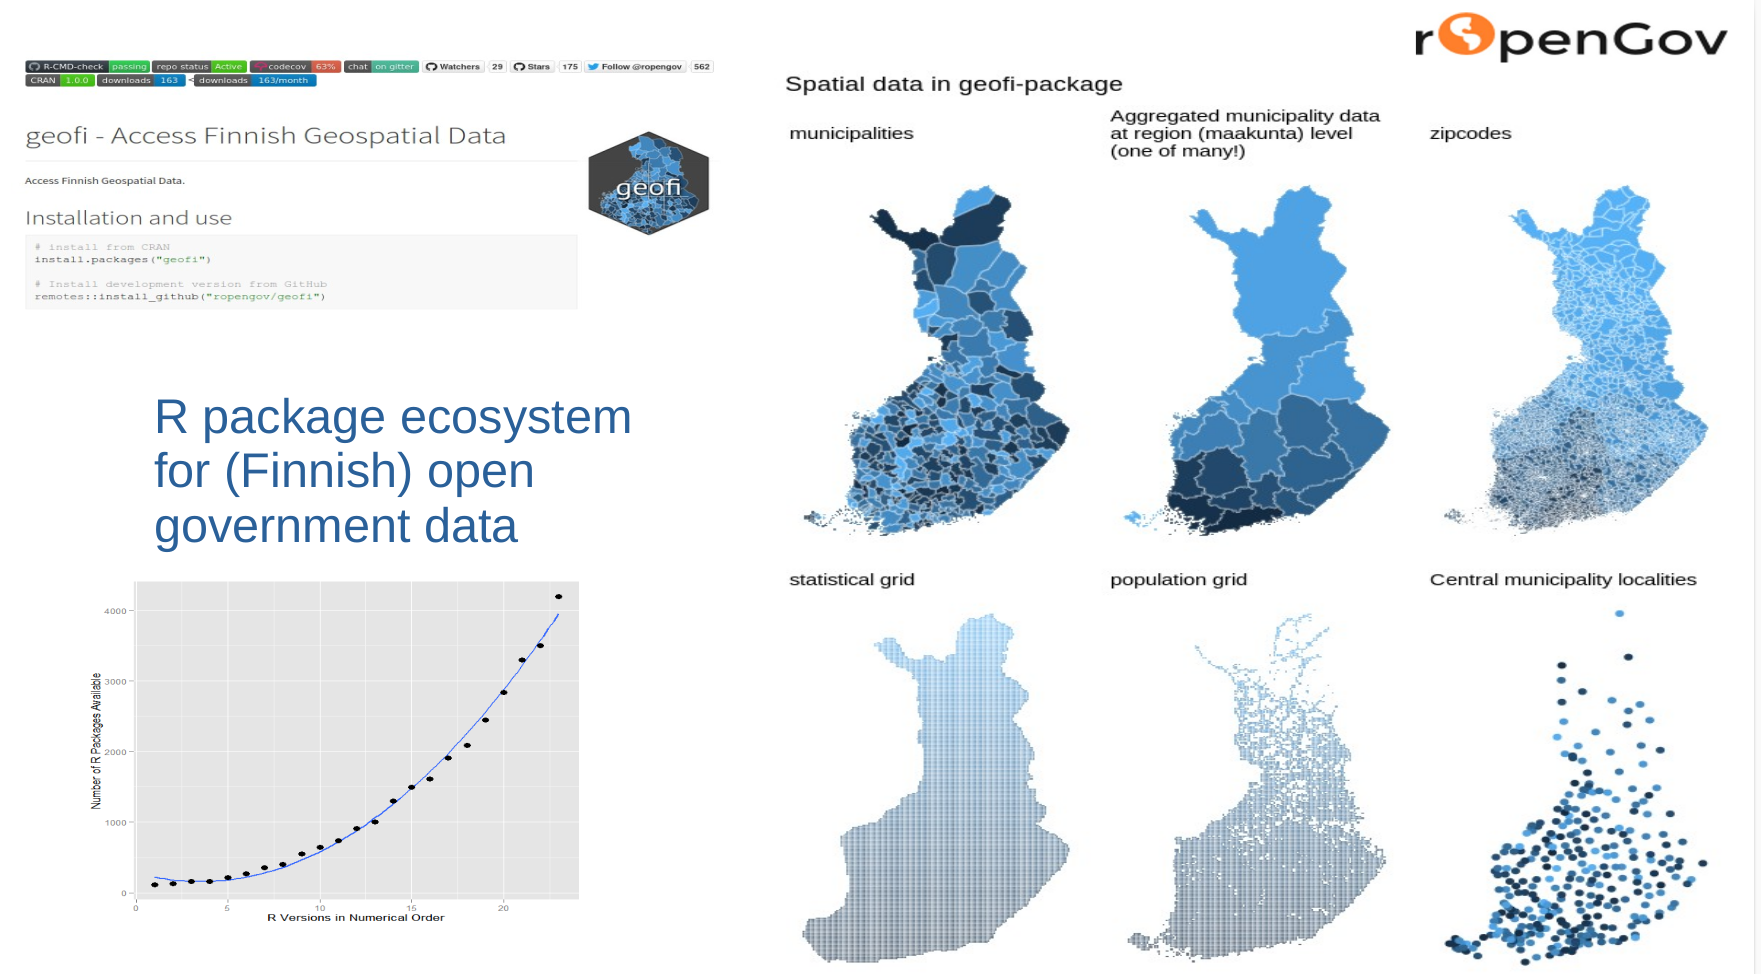 R-CMD-check passing repo status Active codecov 63% chat on gitter Watchers 29 Stars 175 Follow @ropengov 562
CRAN 1.0.0 downloads 163 < downloads 163/month
geofi - Access Finnish Geospatial Data
geofi
Access Finnish Geospatial Data.
Installation and use
# install from CRAN
install.packages("geofi")
# Install development version from GitHub
remotes::install_github("ropengov/geofi")
R package ecosystem
for (Finnish) open
government data
Number of R Packages Available
4000
3000
2000
1000
0
0 5 10 15 20
R Versions in Numerical Order
rOpenGov
Spatial data in geofi-package
municipalities
Aggregated municipality data
at region (maakunta) level
(one of many!)
zipcodes
statistical grid
population grid
Central municipality localities